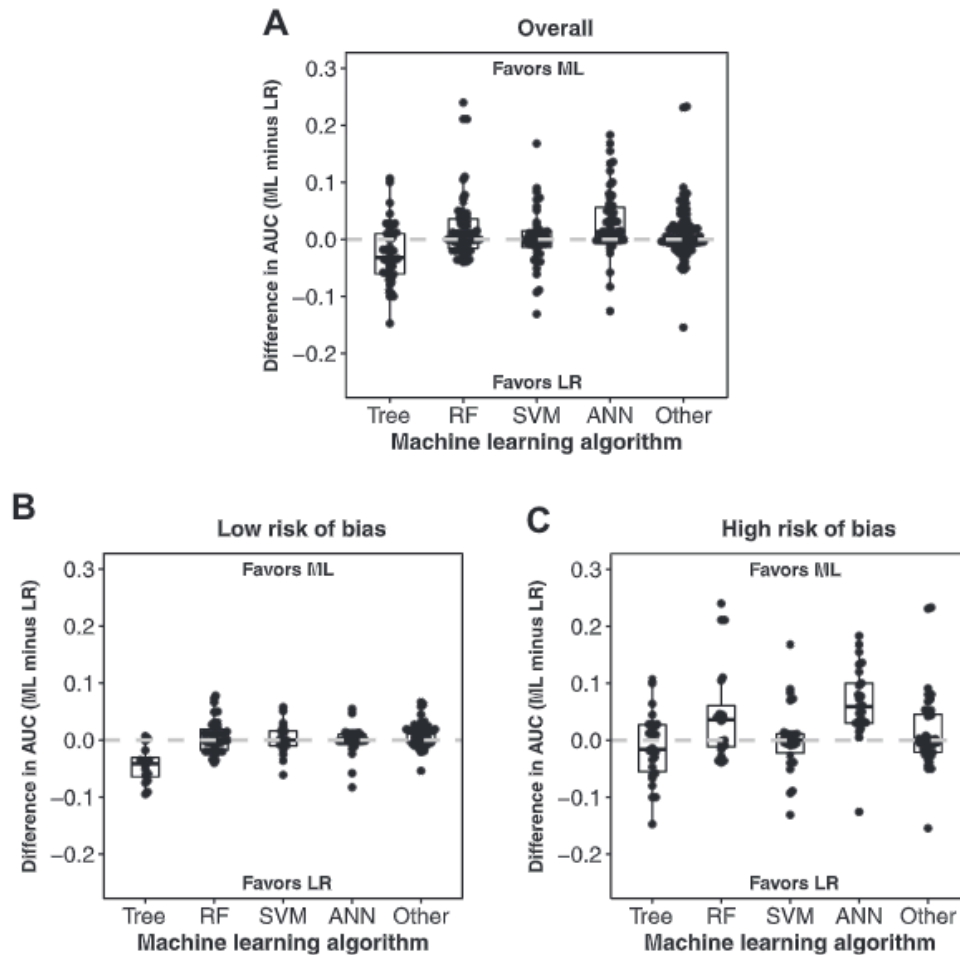 A
Overall
Favors ML
0.3
0.2
0.1
0.0
−0.1
−0.2
Difference in AUC (ML minus LR)
Favors LR
Tree RF SVM ANN Other
Machine learning algorithm
B
Low risk of bias
Favors ML
0.3
0.2
0.1
0.0
−0.1
−0.2
Difference in AUC (ML minus LR)
Favors LR
Tree RF SVM ANN Other
Machine learning algorithm
C
High risk of bias
Favors ML
0.3
0.2
0.1
0.0
−0.1
−0.2
Difference in AUC (ML minus LR)
Favors LR
Tree RF SVM ANN Other
Machine learning algorithm